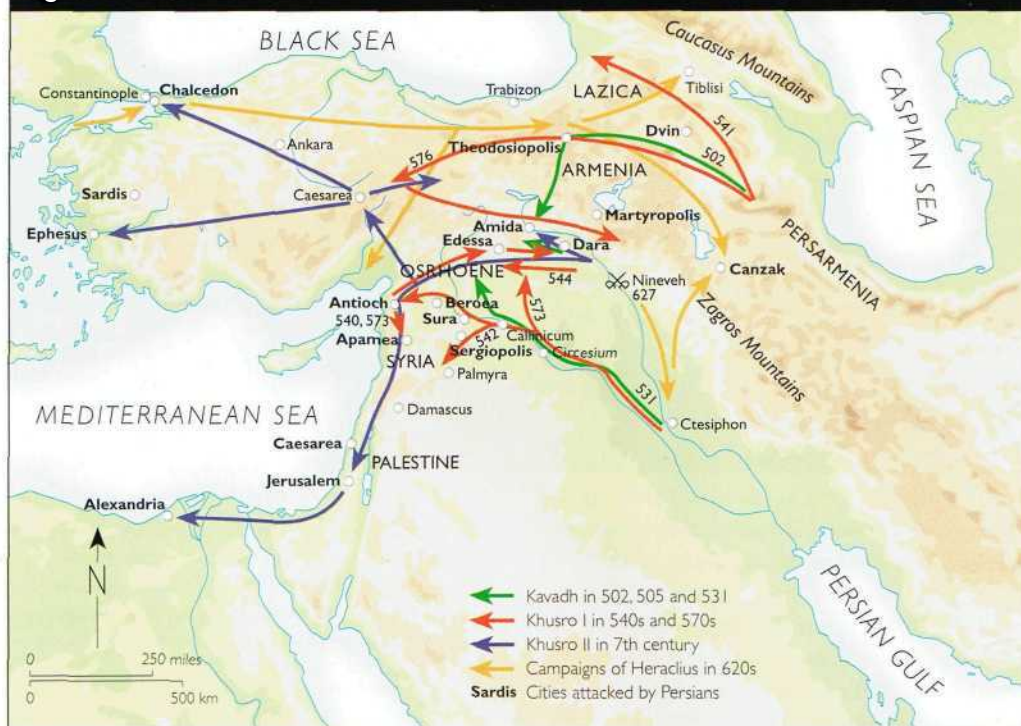 BLACK SEA
Caucasus Mountains
CASPIAN SEA
Constantinople
Chalcedon
Trabizon
LAZICA
Tiblisi
541
Ankara
Theodosiopolis
Dvin
502
576
ARMENIA
Sardis
Caesarea
Martyropolis
PERSARMENIA
Ephesus
Amida
Edessa
Dara
Canzak
OSRHOENE
544
Nineveh
627
Zagros Mountains
Antioch
540, 573
Beroea
573
Sura
Callinicum
Apamea
542
SYRIA
Sergiopolis
Circesium
Palmyra
531
MEDITERRANEAN SEA
Damascus
Ctesiphon
Caesarea
PALESTINE
Jerusalem
Alexandria
N
PERSIAN GULF
Kavadh in 502, 505 and 531
Khusro I in 540s and 570s
Khusro II in 7th century
Campaigns of Heraclius in 620s
Sardis Cities attacked by Persians
0 250 miles
0 500 km